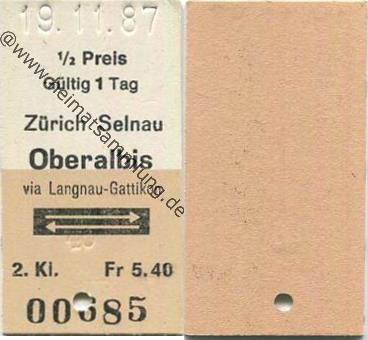 19.11.87
½ Preis
Gültig 1 Tag
Zürich Selnau
Oberalbis
via Langnau-Gattikon
2. Kl. Fr 5.40
00685
@www.heimatsammlung.de